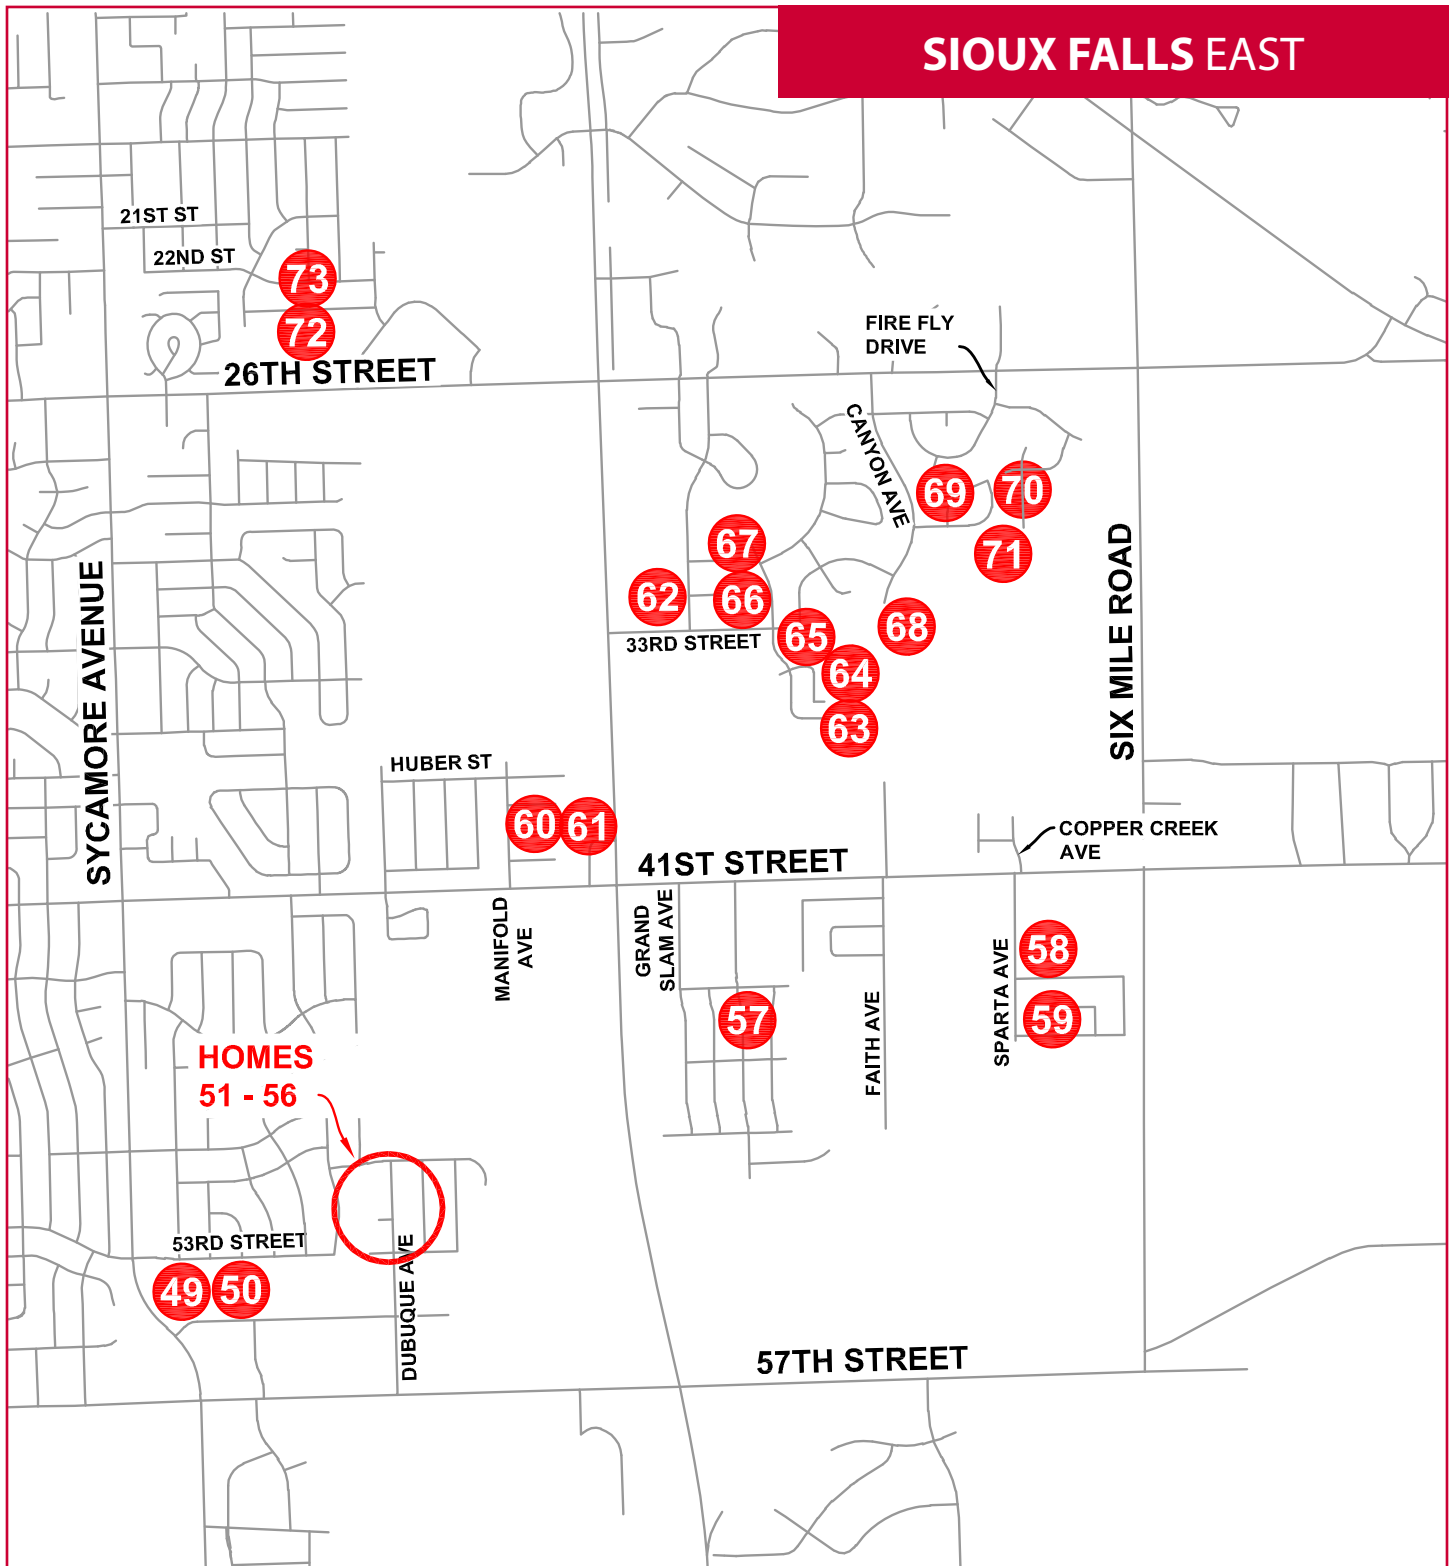 SIOUX FALLS EAST
21ST ST
22ND ST
73
72
26TH STREET
FIRE FLY
DRIVE
CANYON AVE
69
70
71
67
62
66
68
65
33RD STREET
64
63
SYCAMORE AVENUE
SIX MILE ROAD
HUBER ST
60
61
COPPER CREEK
AVE
41ST STREET
MANIFOLD
AVE
GRAND
SLAM AVE
58
SPARTA AVE
59
57
FAITH AVE
HOMES
51 - 56
53RD STREET
49
50
DUBUQUE AVE
57TH STREET